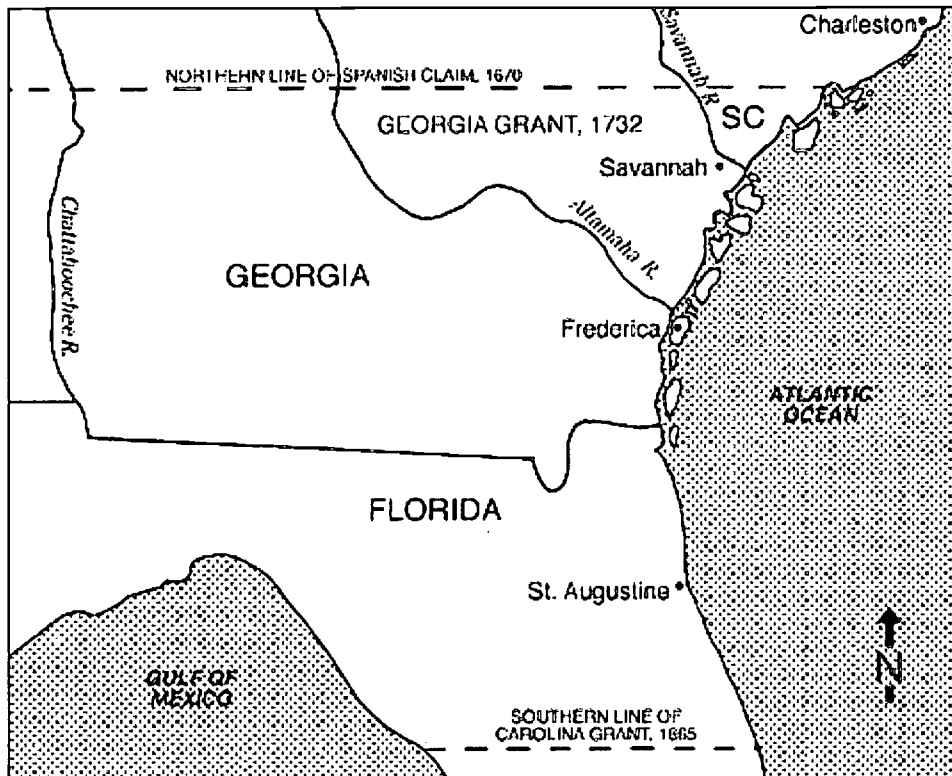 Charleston
Savannah R.
NORTHERN LINE OF SPANISH CLAIM, 1670
SC
GEORGIA GRANT, 1732
Savannah
Chattahoochee R.
Altamaha R.
GEORGIA
Frederica
ATLANTIC
OCEAN
FLORIDA
St. Augustine
GULF OF
MEXICO
N
SOUTHERN LINE OF
CAROLINA GRANT, 1665